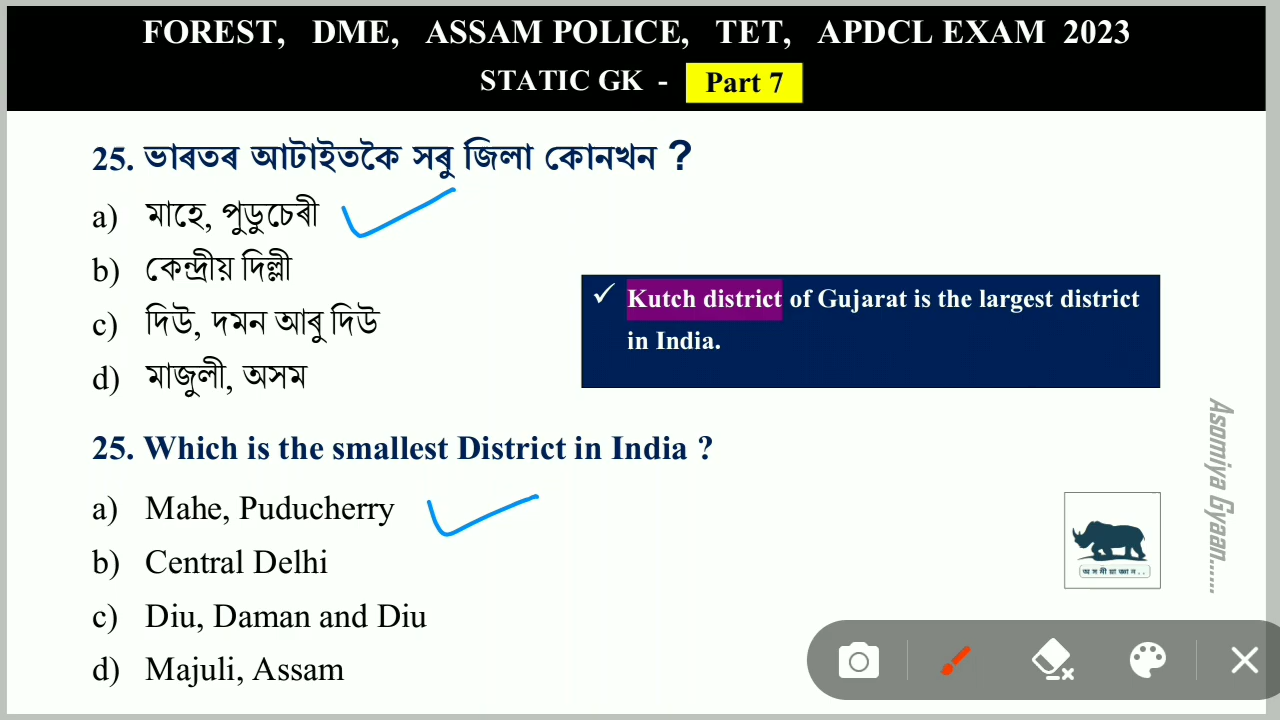 FOREST, DME, ASSAM POLICE, TET, APDCL EXAM 2023
STATIC GK - Part 7
25. ভাৰতৰ আটাইতকৈ সৰু জিলা কোনখন ?
a) মাহে, পুডুচেৰী
b) কেন্দ্ৰীয় দিল্লী
c) দিউ, দমন আৰু দিউ
d) মাজুলী, অসম
✓ Kutch district of Gujarat is the largest district
in India.
25. Which is the smallest District in India ?
a) Mahe, Puducherry
b) Central Delhi
c) Diu, Daman and Diu
d) Majuli, Assam
Asomiya Gyaan.....
অসমীয়া জ্ঞান..